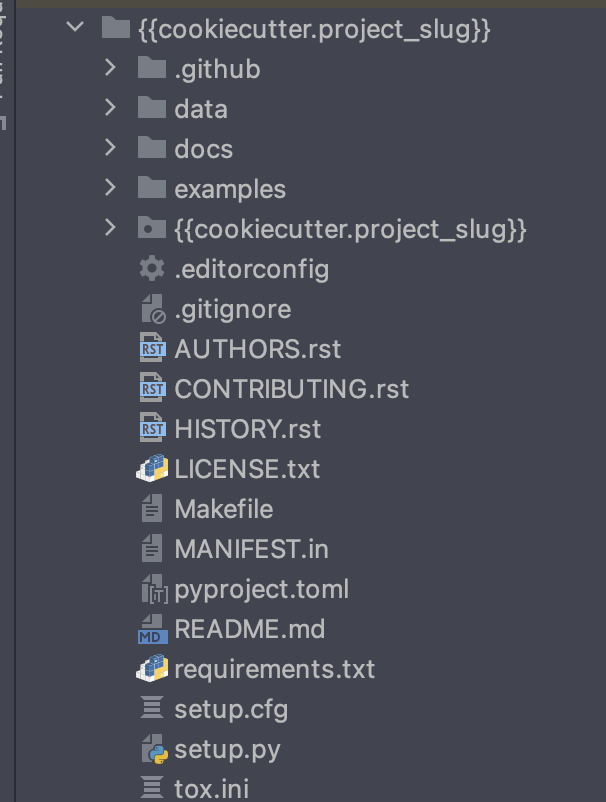 {{cookiecutter.project_slug}}
.github
data
docs
examples
{{cookiecutter.project_slug}}
.editorconfig
.gitignore
RST AUTHORS.rst
RST CONTRIBUTING.rst
RST HISTORY.rst
LICENSE.txt
Makefile
MANIFEST.in
pyproject.toml
MD README.md
requirements.txt
setup.cfg
setup.py
tox.ini